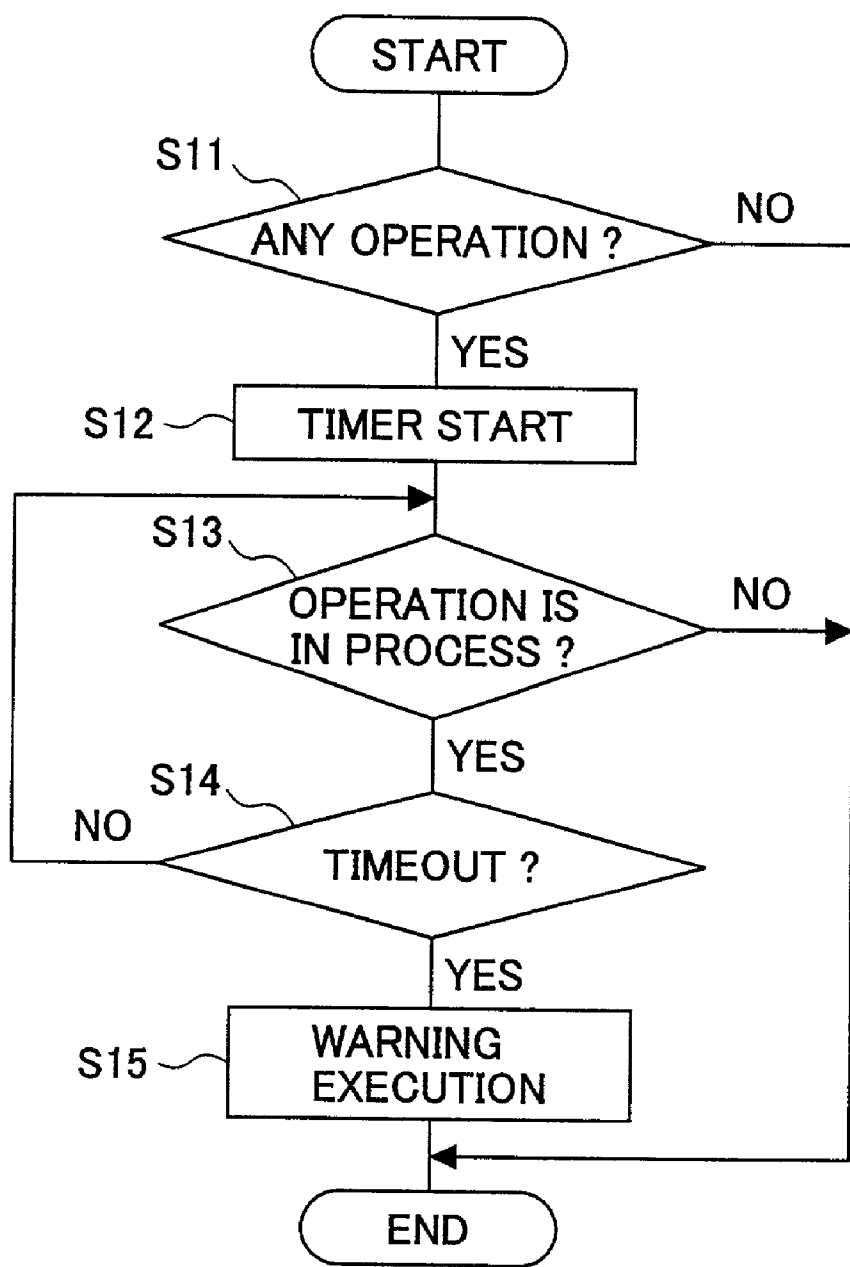 START
S11
ANY OPERATION ?
NO
YES
S12
TIMER START
S13
OPERATION IS
IN PROCESS ?
NO
YES
S14
NO
TIMEOUT ?
YES
S15
WARNING
EXECUTION
END